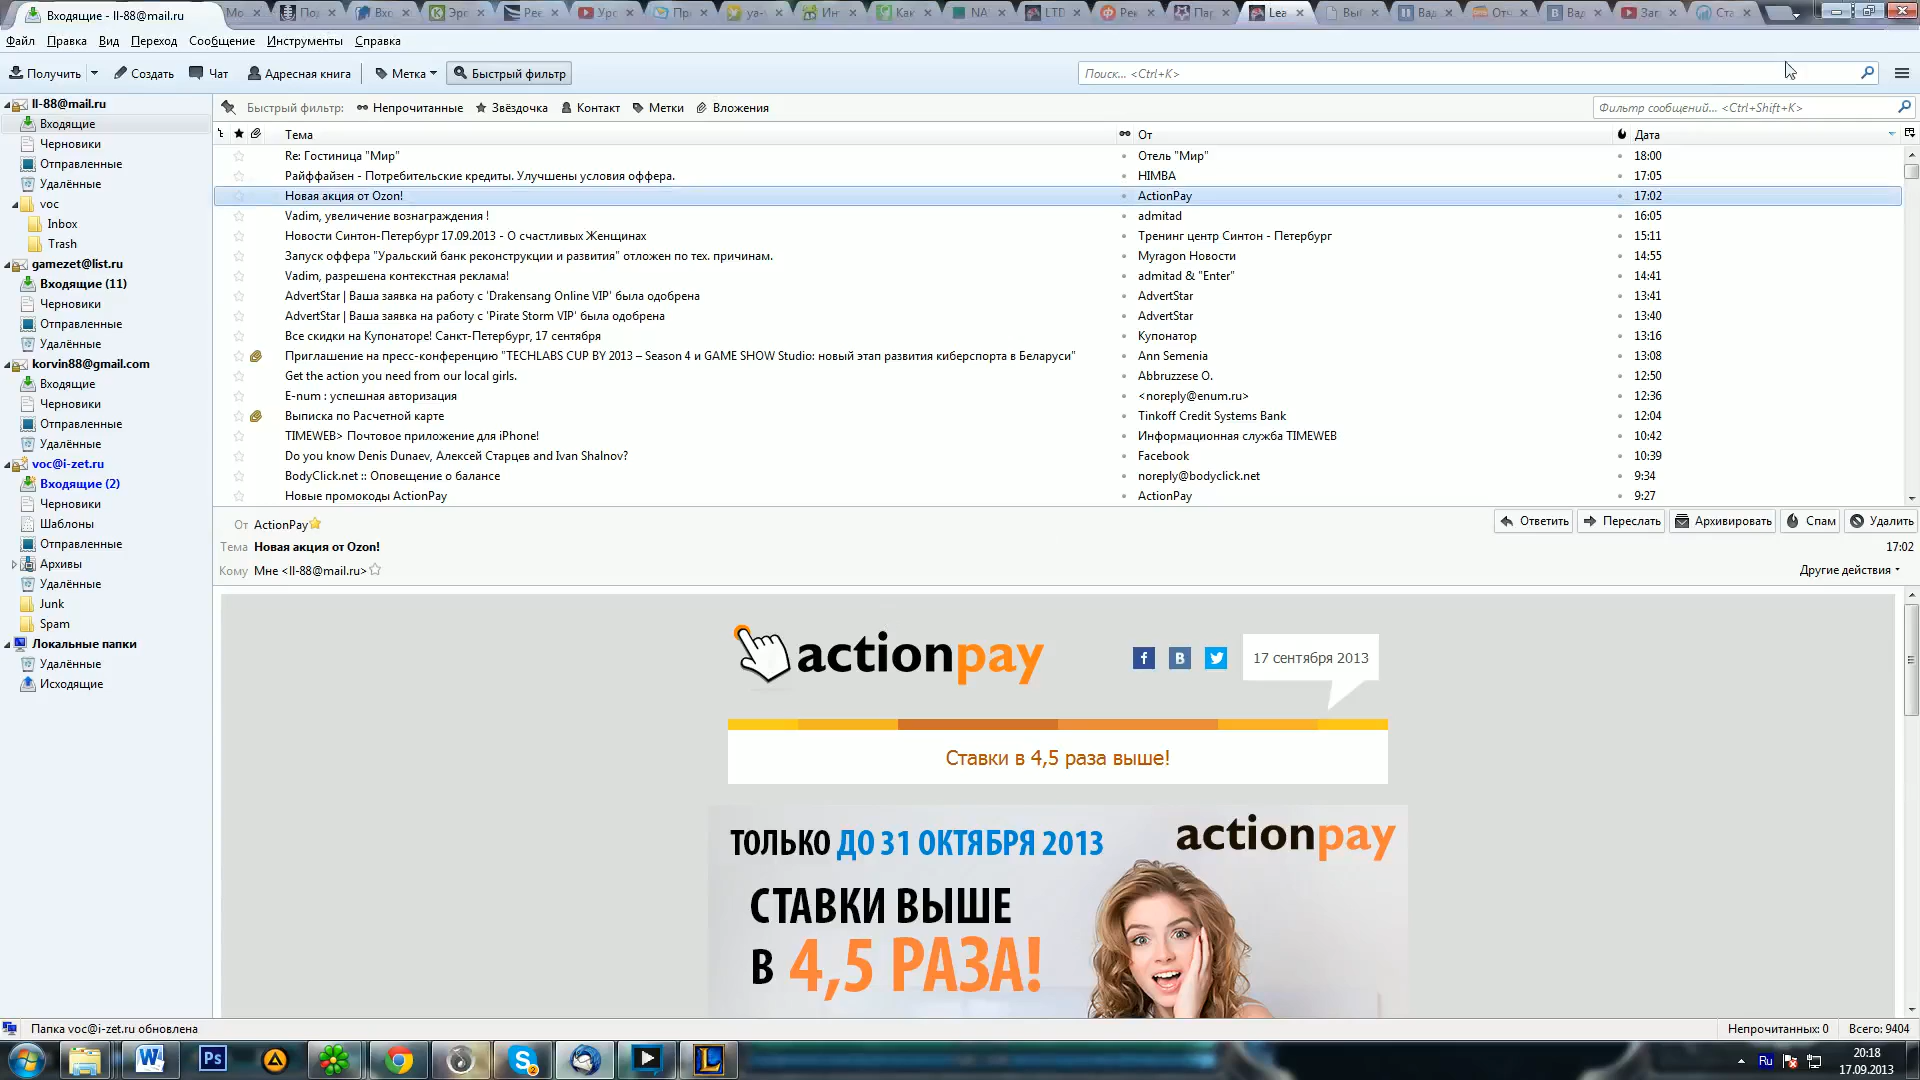 Входящие - ll-88@mail.ru
Файл Правка Вид Переход Сообщение Инструменты Справка
Получить Создать Чат Адресная книга Метка Быстрый фильтр Поиск... <Ctrl+K>
Быстрый фильтр: Непрочитанные Звёздочка Контакт Метки Вложения Фильтр сообщений... <Ctrl+Shift+K>
ll-88@mail.ru
Входящие
Черновики
Отправленные
Удалённые
voc
Inbox
Trash
gamezet@list.ru
Входящие (11)
Черновики
Отправленные
Удалённые
korvin88@gmail.com
Входящие
Черновики
Отправленные
Удалённые
voc@i-zet.ru
Входящие (2)
Черновики
Шаблоны
Отправленные
Архивы
Удалённые
Junk
Spam
Локальные папки
Удалённые
Исходящие
Тема От Дата
Re: Гостиница "Мир" Отель "Мир" 18:00
Райффайзен - Потребительские кредиты. Улучшены условия оффера. HIMBA 17:05
Новая акция от Ozon! ActionPay 17:02
Vadim, увеличение вознаграждения ! admitad 16:05
Новости Синтон-Петербург 17.09.2013 - О счастливых Женщинах Тренинг центр Синтон - Петербург 15:11
Запуск оффера "Уральский банк реконструкции и развития" отложен по тех. причинам. Myragon Новости 14:55
Vadim, разрешена контекстная реклама! admitad & "Enter" 14:41
AdvertStar | Ваша заявка на работу с 'Drakensang Online VIP' была одобрена AdvertStar 13:41
AdvertStar | Ваша заявка на работу с 'Pirate Storm VIP' была одобрена AdvertStar 13:40
Все скидки на Купонаторе! Санкт-Петербург, 17 сентября Купонатор 13:16
Приглашение на пресс-конференцию "TECHLABS CUP BY 2013 – Season 4 и GAME SHOW Studio: новый этап развития киберспорта в Беларуси" Ann Semenia 13:08
Get the action you need from our local girls. Abbruzzese O. 12:50
E-num : успешная авторизация <noreply@enum.ru> 12:36
Выписка по Расчетной карте Tinkoff Credit Systems Bank 12:04
TIMEWEB> Почтовое приложение для iPhone! Информационная служба TIMEWEB 10:42
Do you know Denis Dunaev, Алексей Старцев and Ivan Shalnov? Facebook 10:39
BodyClick.net :: Оповещение о балансе noreply@bodyclick.net 9:34
Новые промокоды ActionPay ActionPay 9:27
От ActionPay Ответить Переслать Архивировать Спам Удалить
Тема Новая акция от Ozon! 17:02
Кому Мне <ll-88@mail.ru> Другие действия
actionpay 17 сентября 2013
Ставки в 4,5 раза выше!
ТОЛЬКО ДО 31 ОКТЯБРЯ 2013 actionpay
СТАВКИ ВЫШЕ
В 4,5 РАЗА!
Папка voc@i-zet.ru обновлена Непрочитанных: 0 Всего: 9404
Ru 20:18
17.09.2013